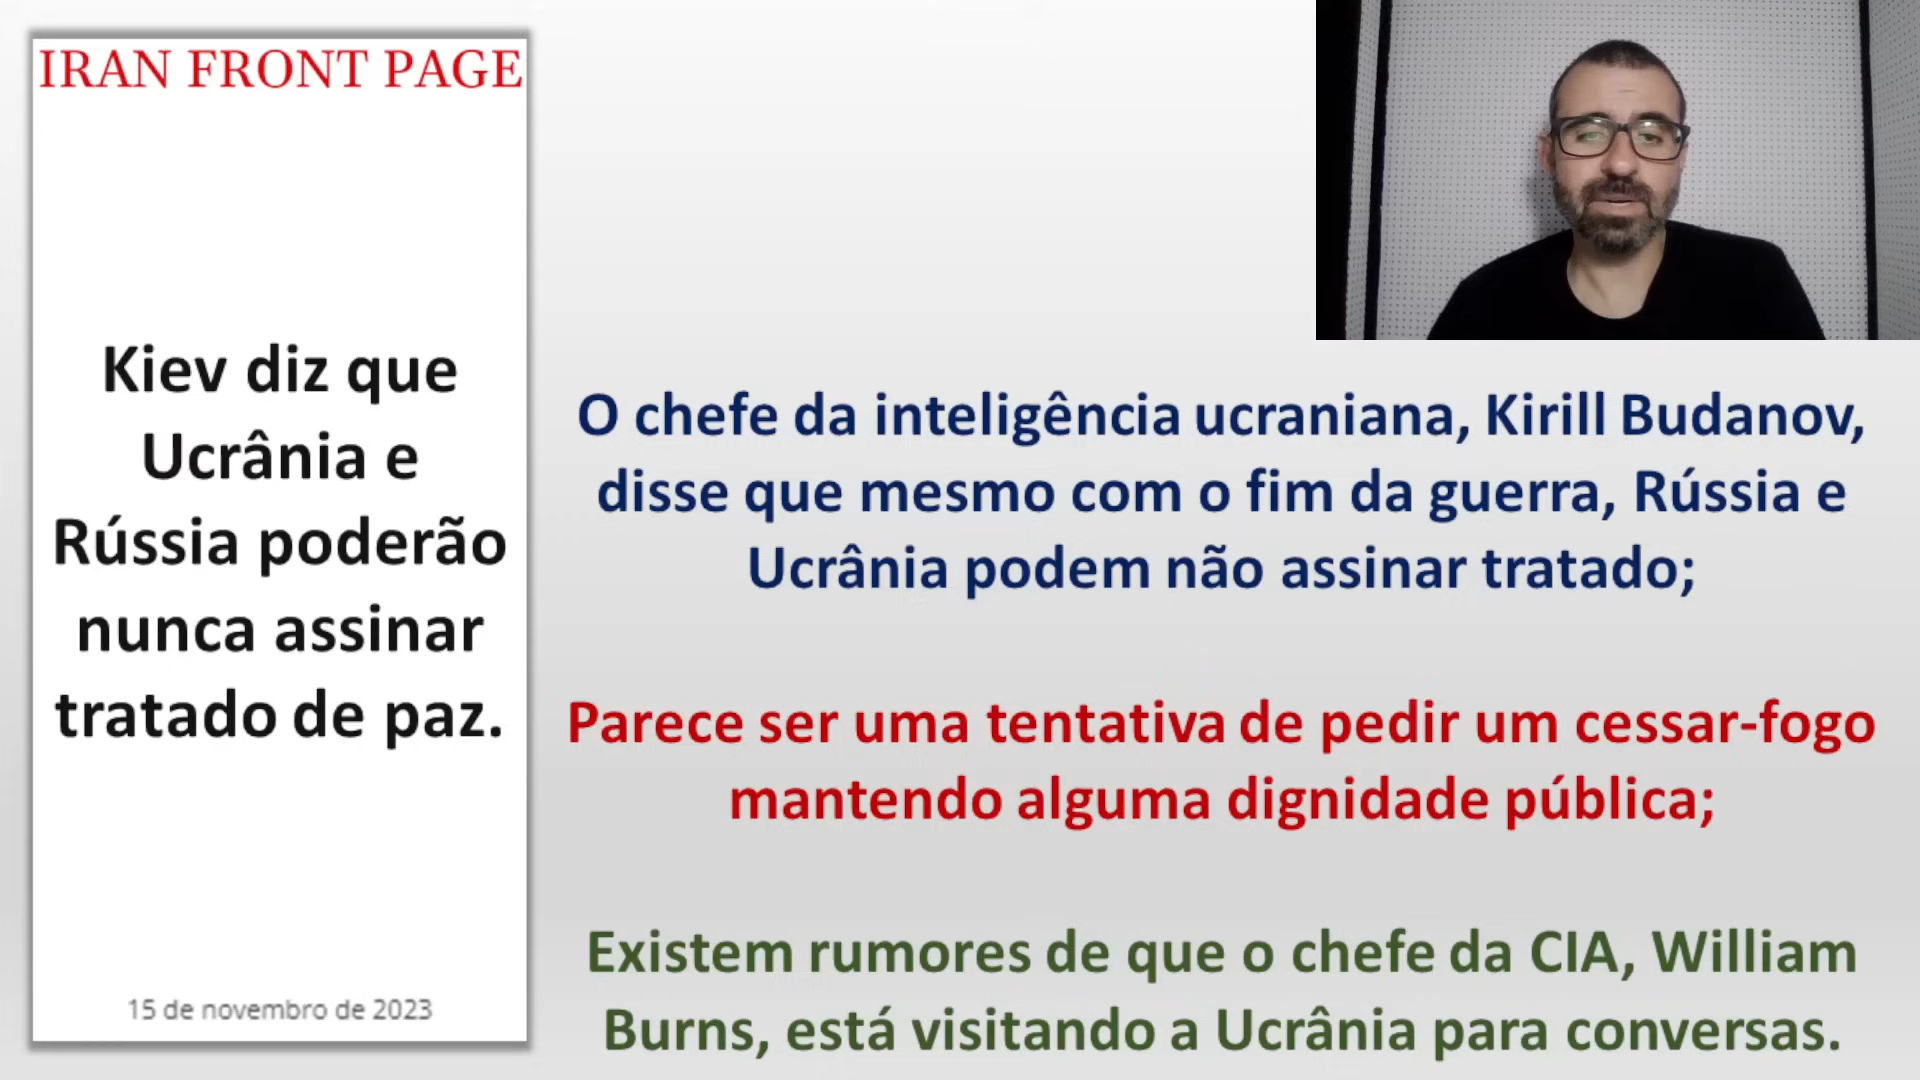 IRAN FRONT PAGE
Kiev diz que
Ucrânia e
Rússia poderão
nunca assinar
tratado de paz.
15 de novembro de 2023
O chefe da inteligência ucraniana, Kirill Budanov,
disse que mesmo com o fim da guerra, Rússia e
Ucrânia podem não assinar tratado;
Parece ser uma tentativa de pedir um cessar-fogo
mantendo alguma dignidade pública;
Existem rumores de que o chefe da CIA, William
Burns, está visitando a Ucrânia para conversas.